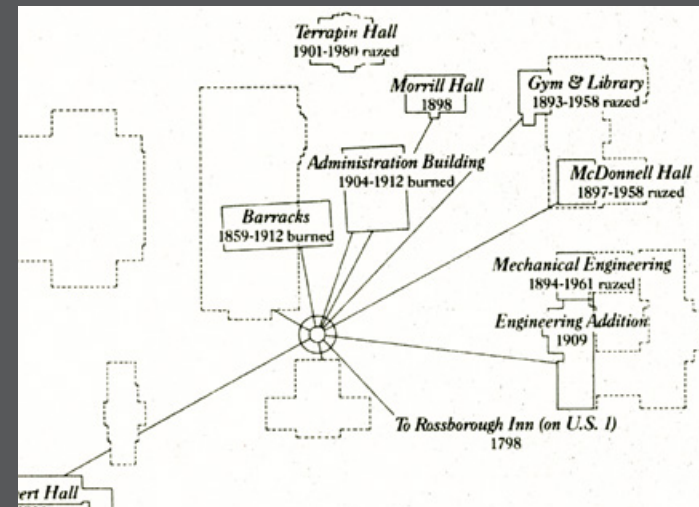 Terrapin Hall
1901-1980 razed
Morrill Hall
1898
Gym & Library
1893-1958 razed
Administration Building
1904-1912 burned
McDonnell Hall
1897-1958 razed
Barracks
1859-1912 burned
Mechanical Engineering
1894-1961 razed
Engineering Addition
1909
To Rossborough Inn (on U.S. 1)
1798
ert Hall